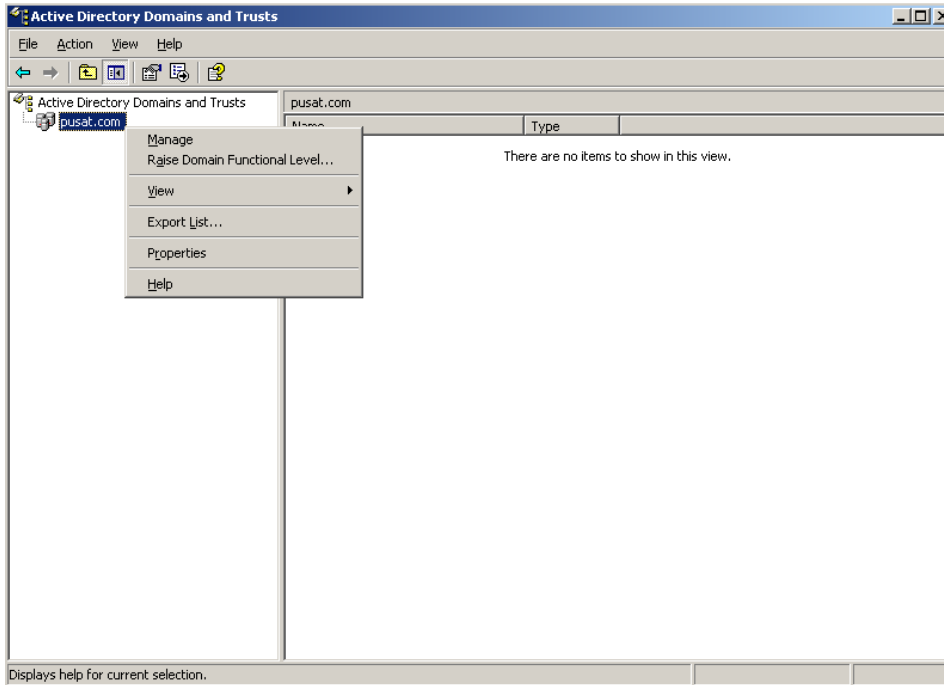 Active Directory Domains and Trusts
File Action View Help
Active Directory Domains and Trusts
pusat.com
pusat.com
Name Type
There are no items to show in this view.
Manage
Raise Domain Functional Level...
View
Export List...
Properties
Help
Displays help for current selection.